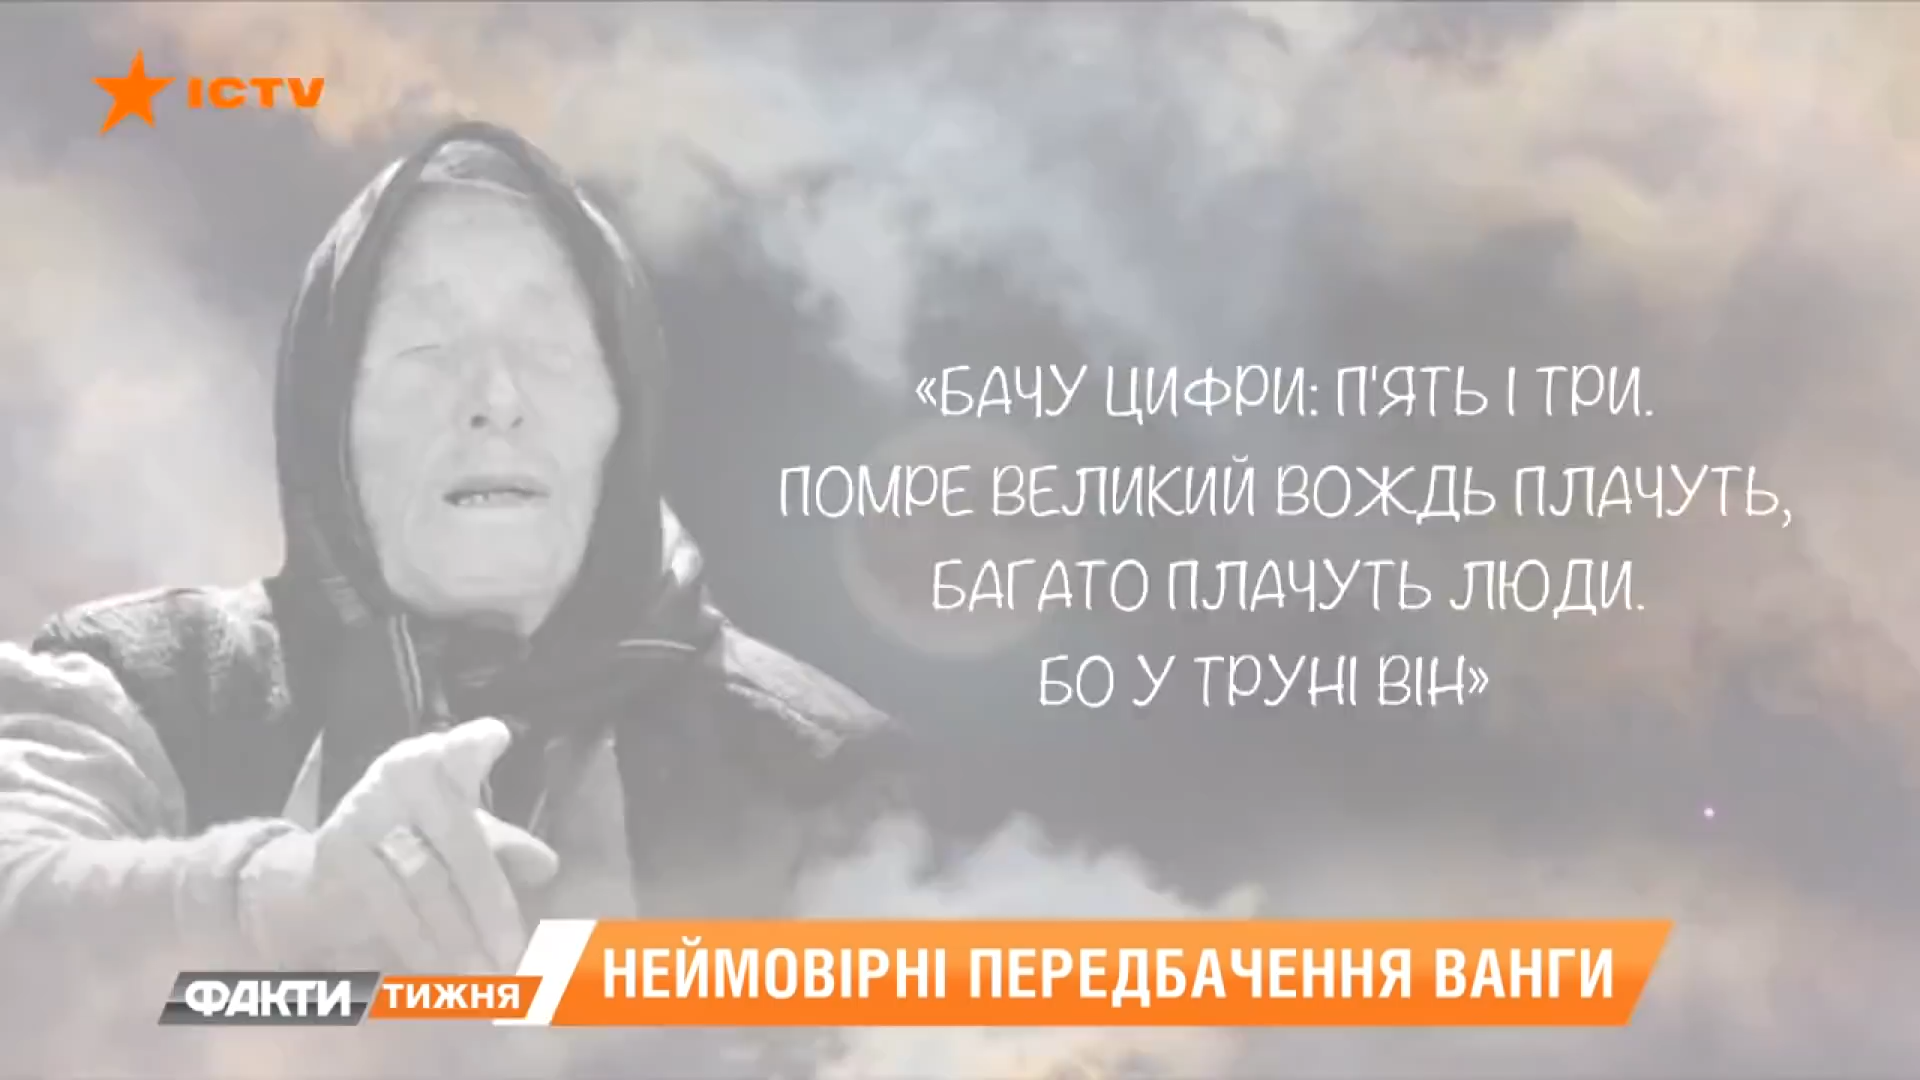 ICTV
«БАЧУ ЦИФРИ: П'ЯТЬ І ТРИ.
ПОМРЕ ВЕЛИКИЙ ВОЖДЬ ПЛАЧУТЬ,
БАГАТО ПЛАЧУТЬ ЛЮДИ.
БО У ТРУНІ ВІН»
НЕЙМОВІРНІ ПЕРЕДБАЧЕННЯ ВАНГИ
ФАКТИ ТИЖНЯ